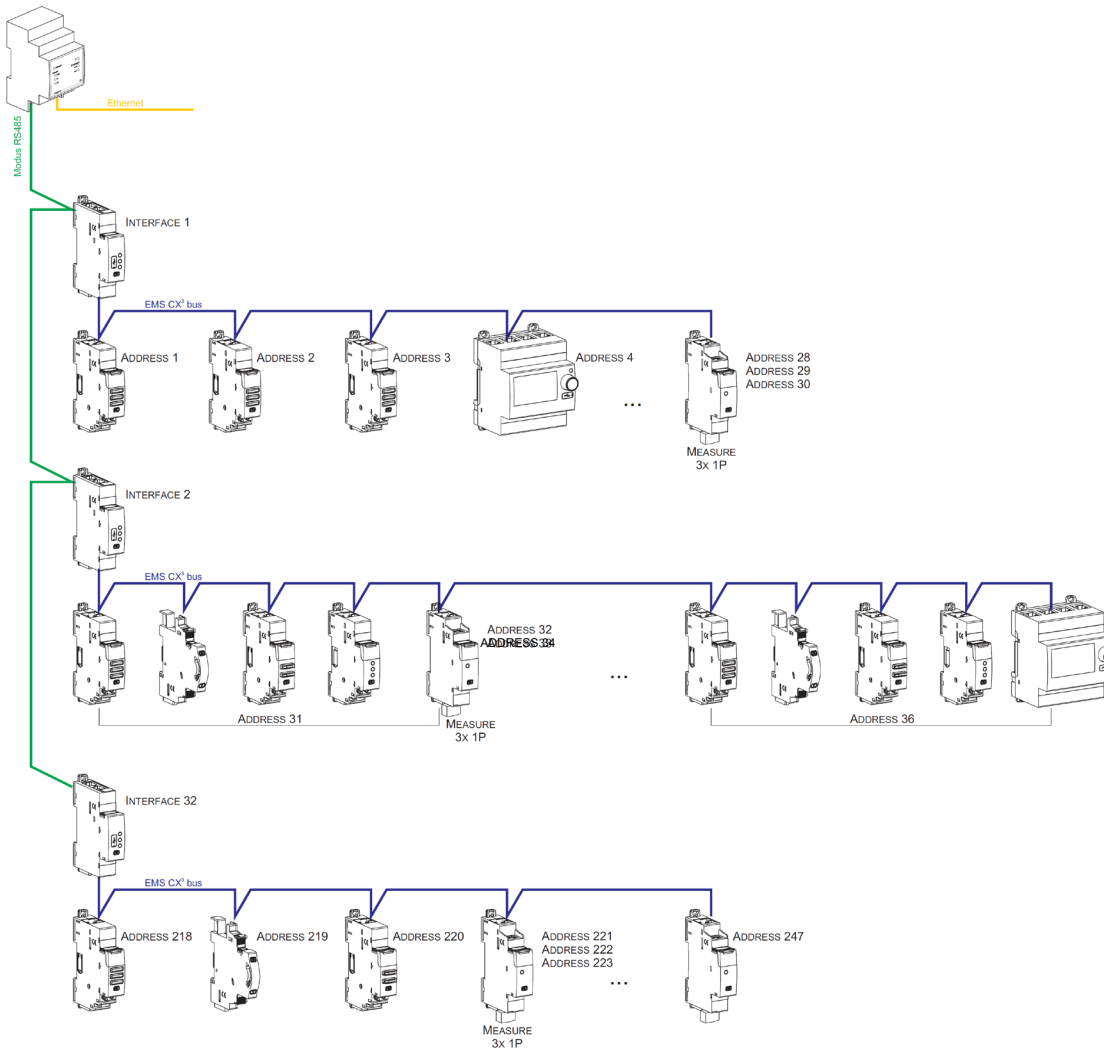 Ethernet
Modus RS485
INTERFACE 1
EMS CX³ bus
ADDRESS 1
ADDRESS 2
ADDRESS 3
ADDRESS 4
ADDRESS 28
ADDRESS 29
ADDRESS 30
...
MEASURE
3X 1P
INTERFACE 2
EMS CX³ bus
ADDRESS 32
...
ADDRESS 31
MEASURE
3X 1P
ADDRESS 36
INTERFACE 32
EMS CX³ bus
ADDRESS 218
ADDRESS 219
ADDRESS 220
ADDRESS 221
ADDRESS 222
ADDRESS 223
ADDRESS 247
...
MEASURE
3X 1P